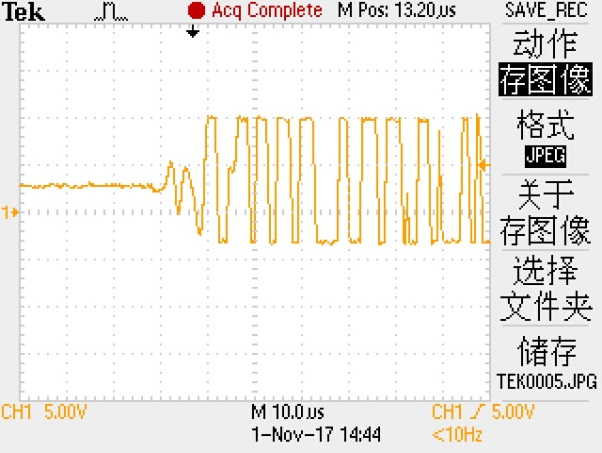 Tek Acq Complete M Pos: 13.20µs SAVE_REC
动作
存图像
格式
JPEG
关于
存图像
选择
文件夹
储存
TEK0005.JPG
1
CH1 5.00V M 10.0µs CH1 5.00V
1-Nov-17 14:44 <10Hz